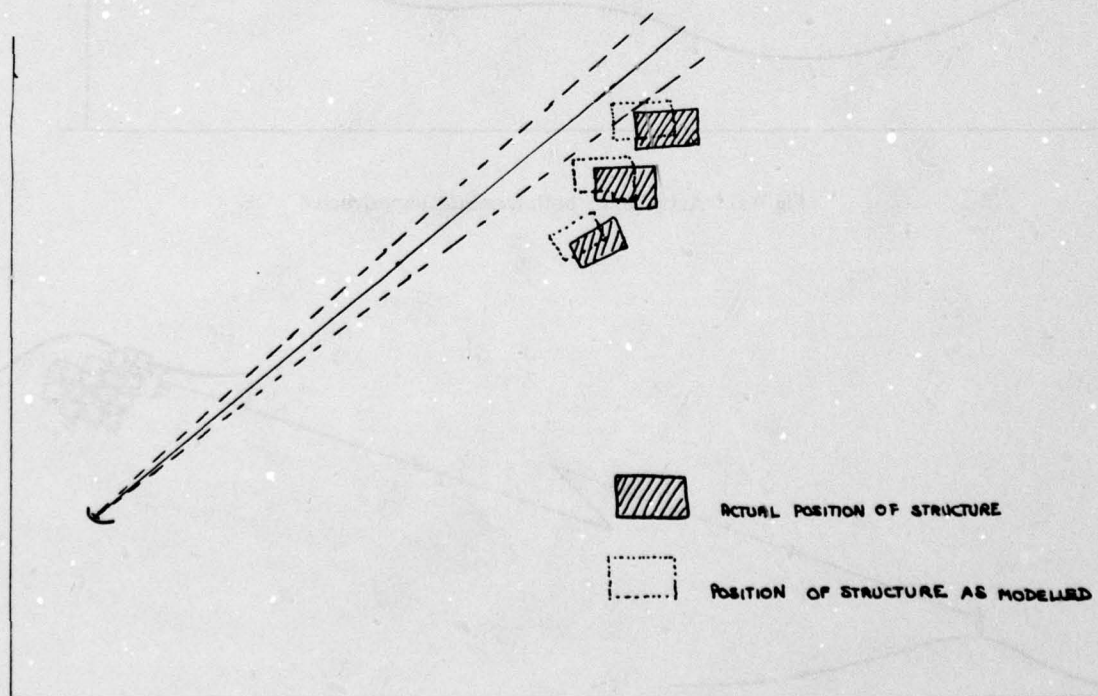 ACTUAL POSITION OF STRUCTURE
POSITION OF STRUCTURE AS MODELLED